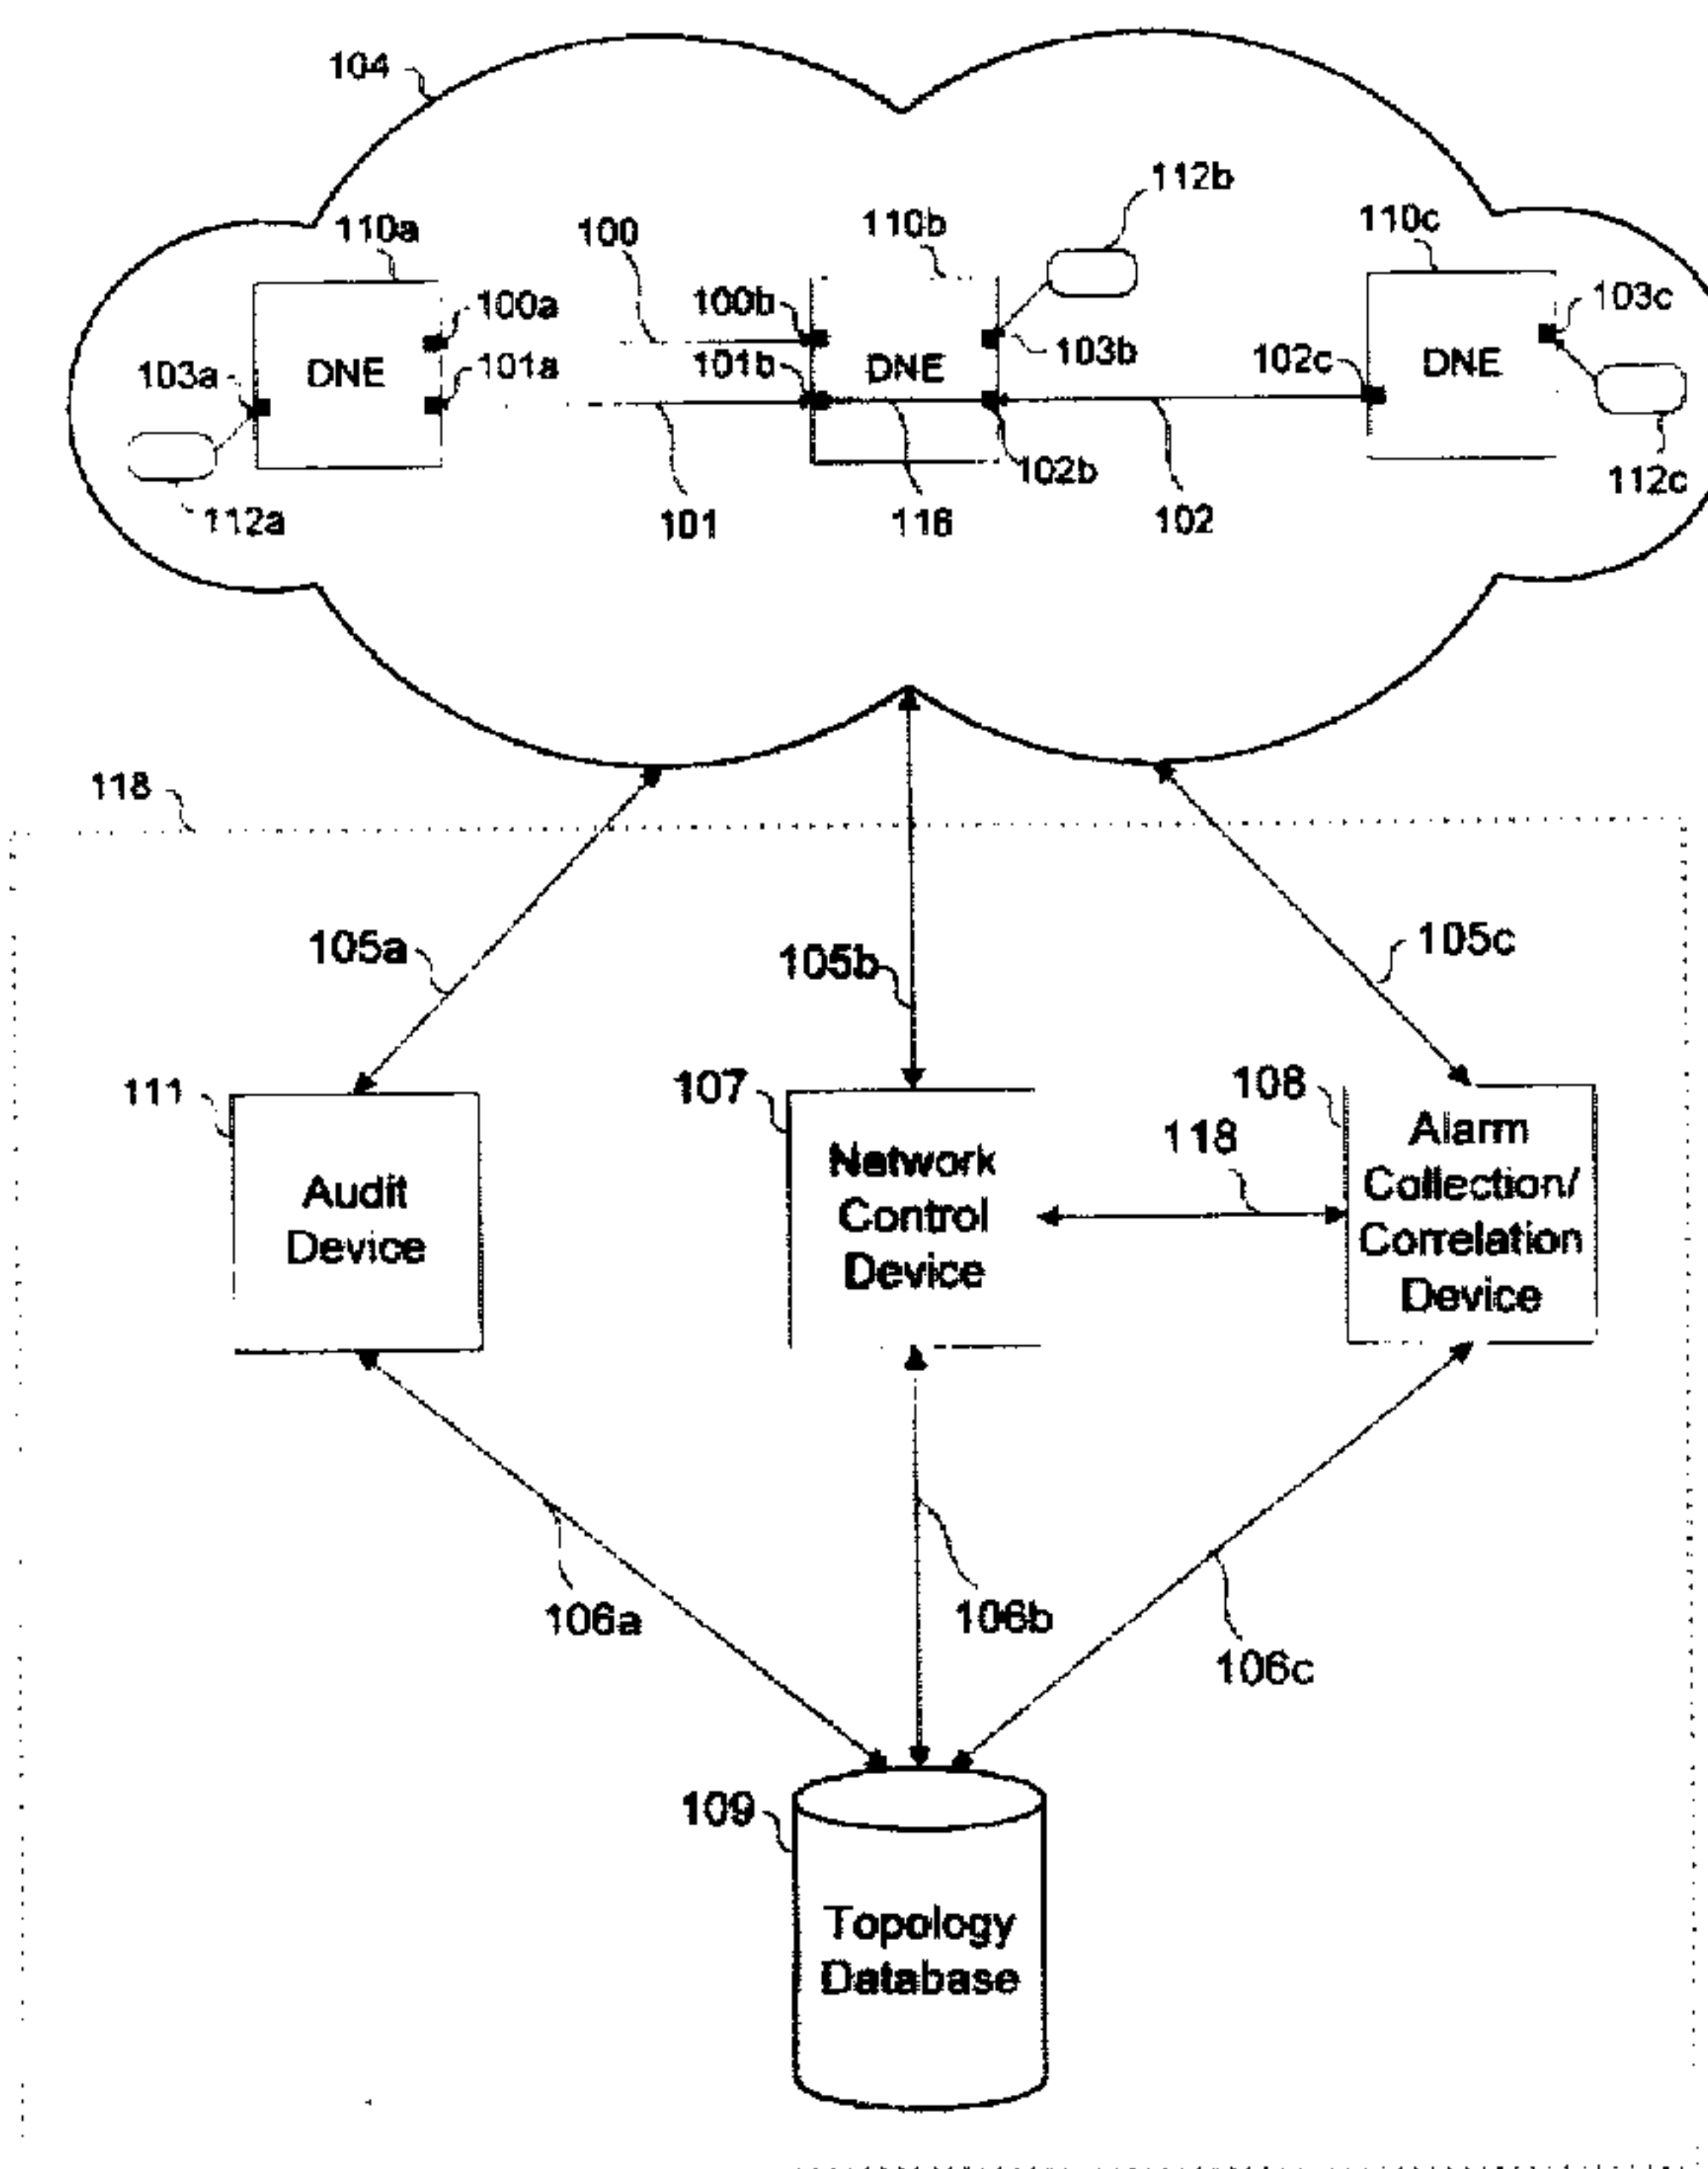 104
112b
110a
100
110b
110c
100a
100b
103c
DNE
103a
101a
101b
DNE
103b
102c
DNE
112a
101
116
102b
102
112c
118
105a
105b
105c
111
107
108
Audit
Device
Network
Control
Device
118
Alarm
Collection/
Correlation
Device
106a
106b
106c
109
Topology
Database